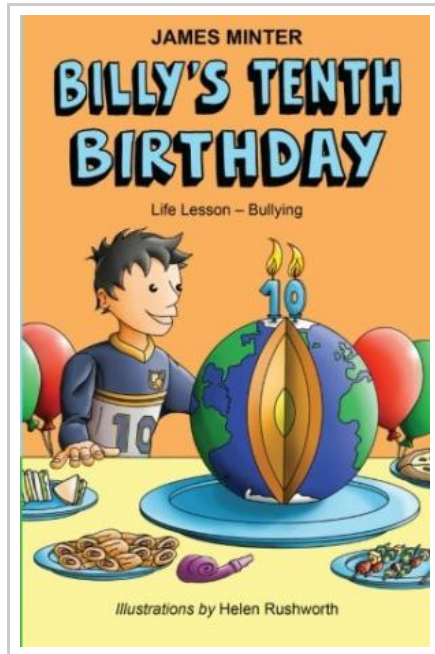 JAMES MINTER
BILLY'S TENTH
BIRTHDAY
Life Lesson – Bullying
10
10
Illustrations by Helen Rushworth